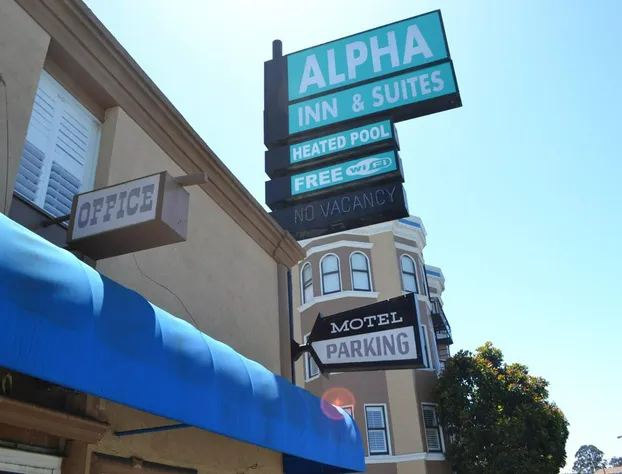 ALPHA
INN & SUITES
HEATED POOL
FREE WiFi
NO VACANCY
OFFICE
MOTEL
PARKING